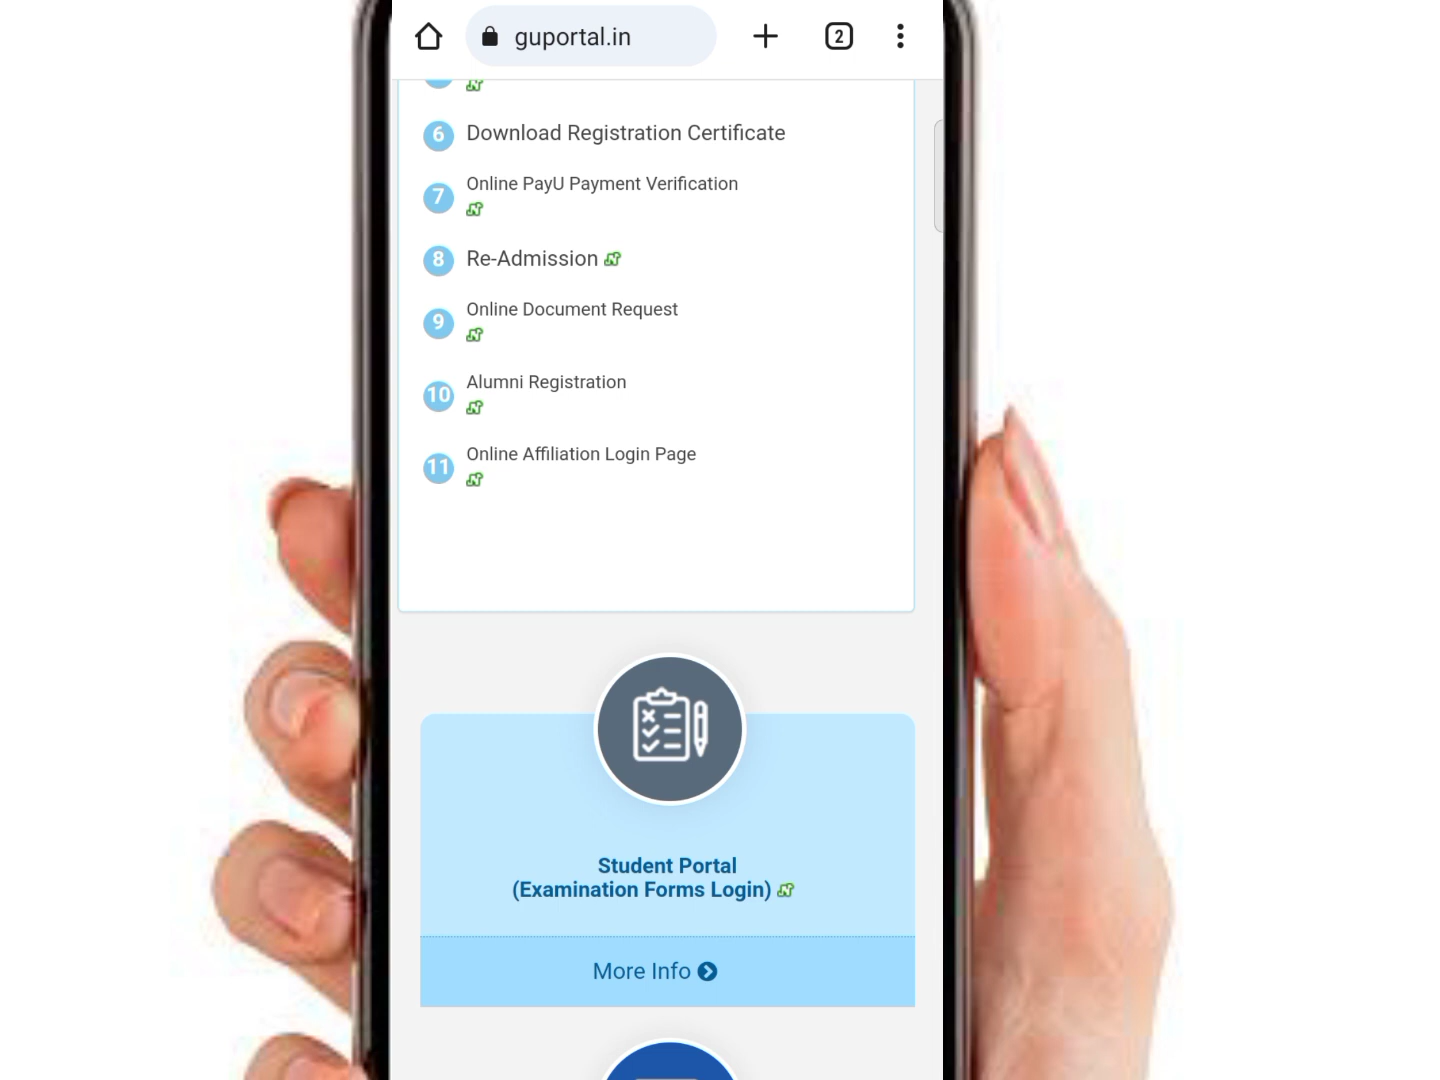 guportal.in
2
6 Download Registration Certificate
7 Online PayU Payment Verification
8 Re-Admission
9 Online Document Request
10 Alumni Registration
11 Online Affiliation Login Page
Student Portal
(Examination Forms Login)
More Info